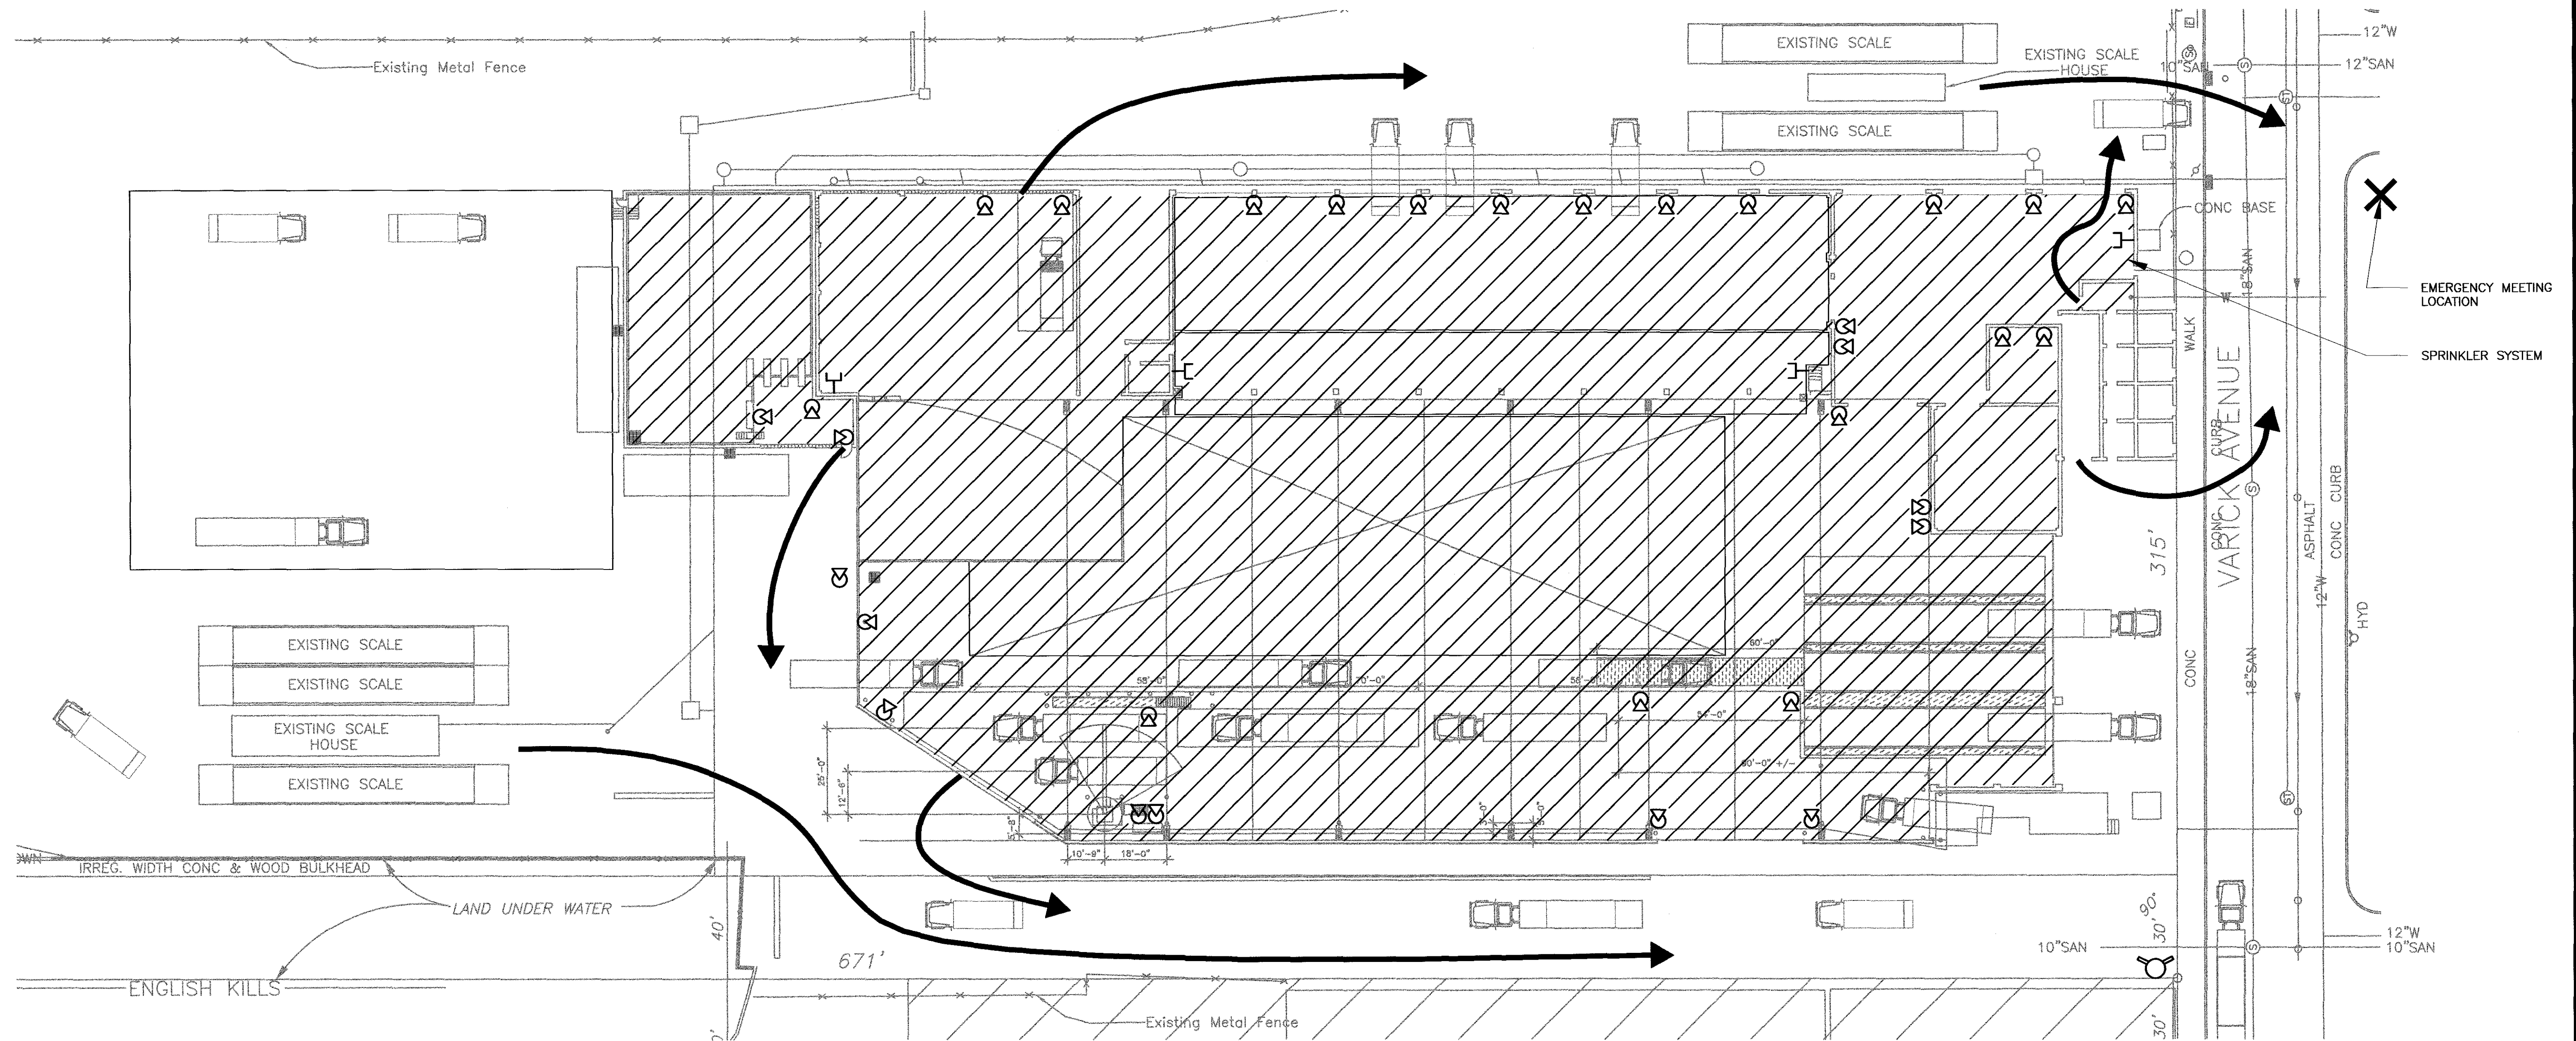 Existing Metal Fence
EXISTING SCALE
EXISTING SCALE
HOUSE
EXISTING SCALE
10"SAN
12"W
12"SAN
CONC BASE
18"SAN
W
WALK
EMERGENCY MEETING
LOCATION
SPRINKLER SYSTEM
VARICK AVENUE
CONC CURB
ASPHALT
CONC CURB
12"W
HYD
315'
CONC
18"SAN
EXISTING SCALE
EXISTING SCALE
EXISTING SCALE
HOUSE
EXISTING SCALE
60'-0"
58'-0"
70'-0"
54'-0"
60'-0" +/-
25'-0"
12'-6"
5'-8"
10'-9"
18'-0"
IRREG. WIDTH CONC & WOOD BULKHEAD
LAND UNDER WATER
40'
671'
ENGLISH KILLS
Existing Metal Fence
90°
30'
30'
10"SAN
12"W
10"SAN
S
S
S
ST
ST